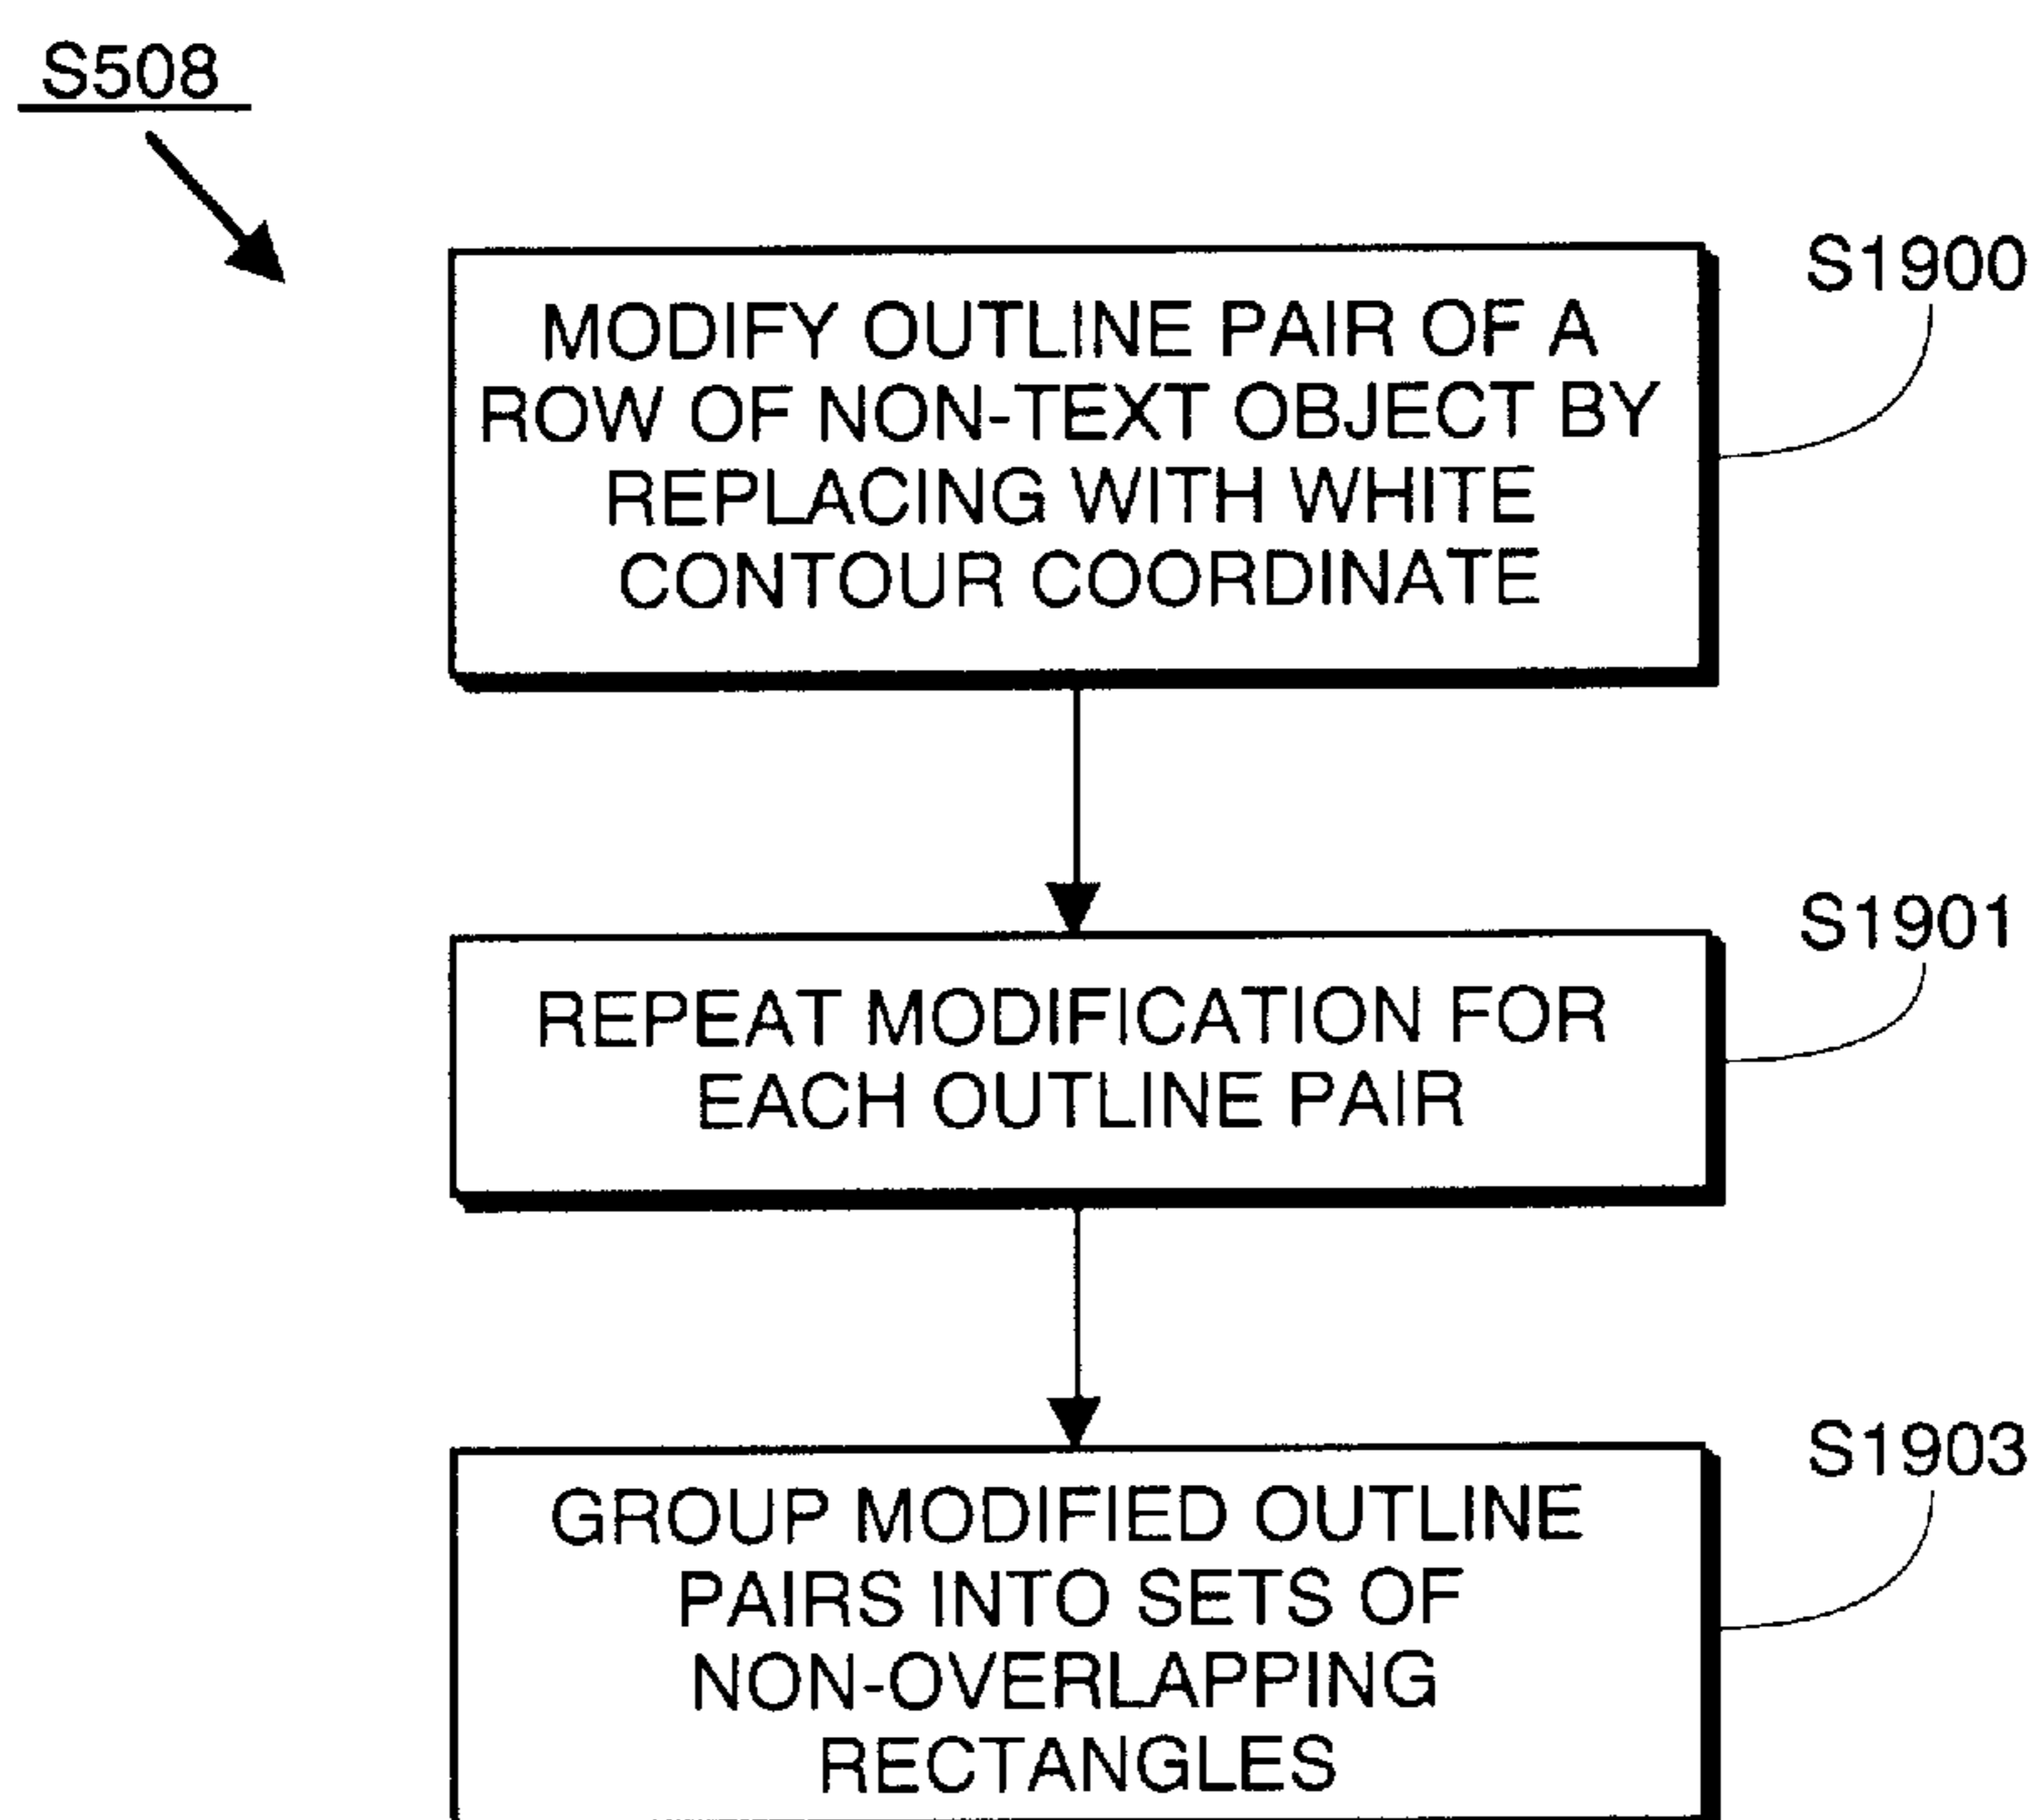 S508
S1900
MODIFY OUTLINE PAIR OF A
ROW OF NON-TEXT OBJECT BY
REPLACING WITH WHITE
CONTOUR COORDINATE
S1901
REPEAT MODIFICATION FOR
EACH OUTLINE PAIR
S1903
GROUP MODIFIED OUTLINE
PAIRS INTO SETS OF
NON-OVERLAPPING
RECTANGLES